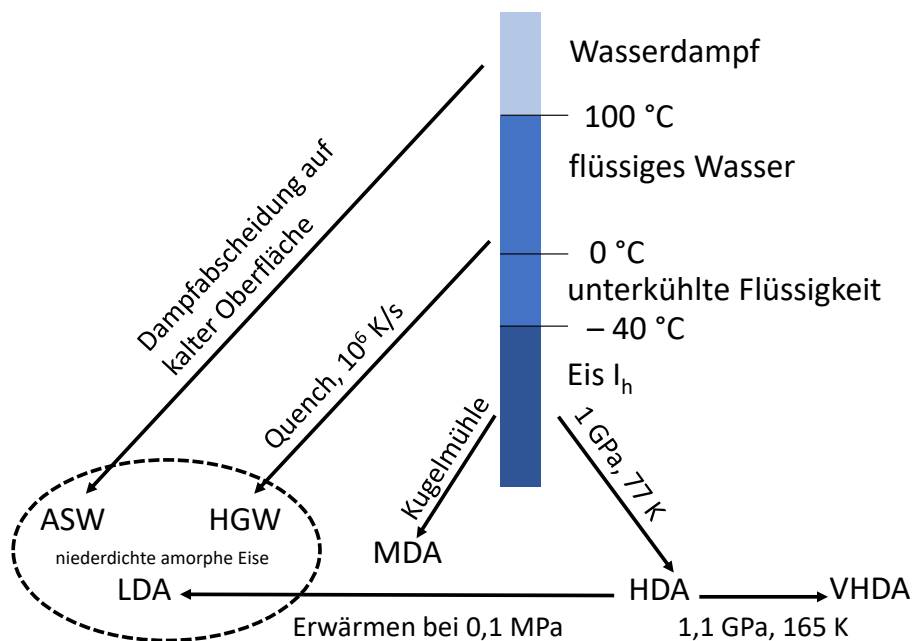 Wasserdampf
100 °C
flüssiges Wasser
0 °C
unterkühlte Flüssigkeit
– 40 °C
Eis Ih
Dampfabscheidung auf
kalter Oberfläche
Quench, 10⁶ K/s
Kugelmühle
1 GPa, 77 K
ASW
HGW
niederdichte amorphe Eise
LDA
MDA
HDA
VHDA
Erwärmen bei 0,1 MPa
1,1 GPa, 165 K